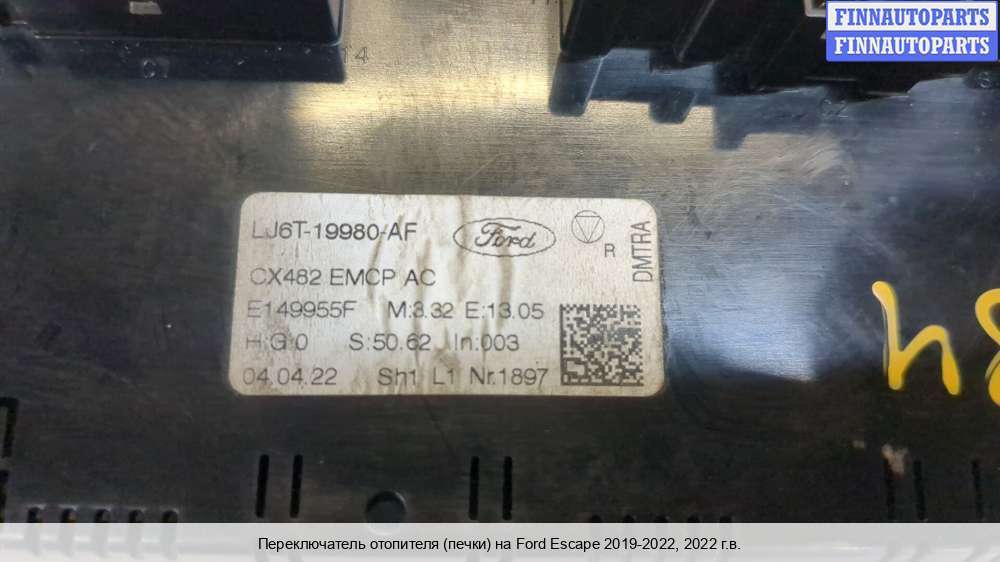 FINNAUTOPARTS
FINNAUTOPARTS
14
LJ6T-19980-AF
Ford
R
DMTRA
CX482 EMCP AC
E149955F M:3.32 E:13.05
H:G:0 S:50.62 In:003
04.04.22 Sh1 L1 Nr.1897
Переключатель отопителя (печки) на Ford Escape 2019-2022, 2022 г.в.